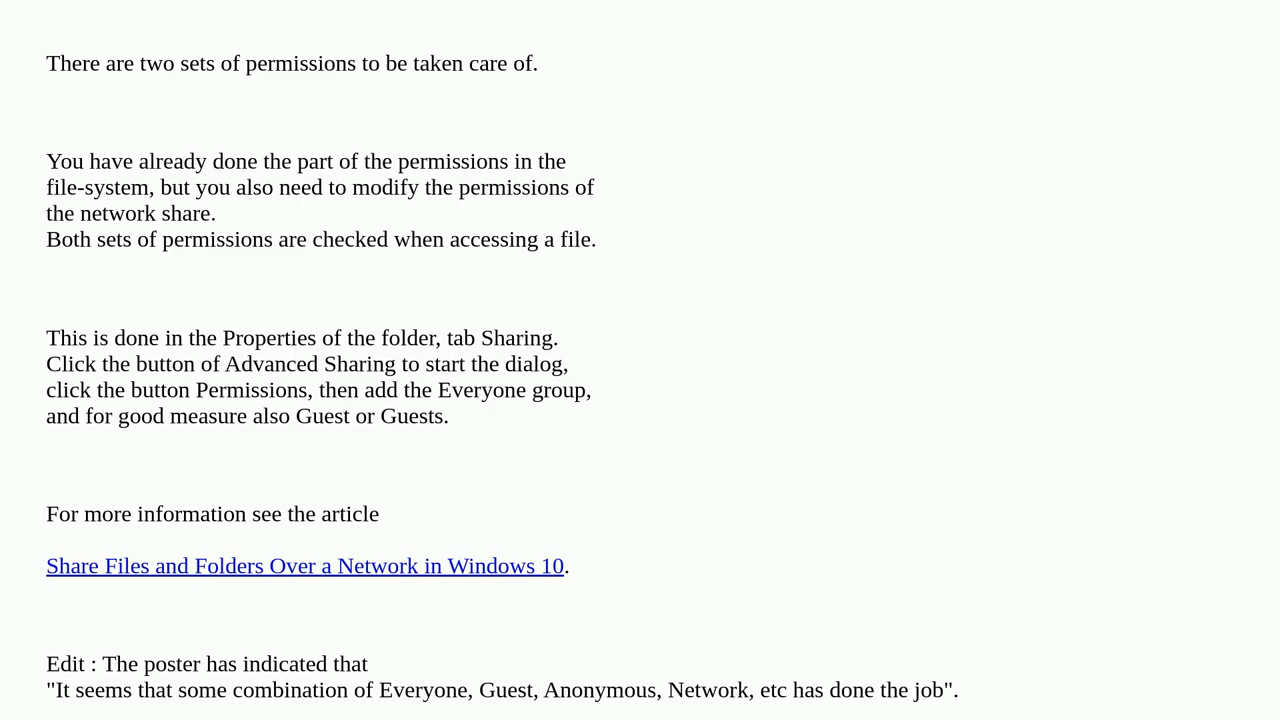 There are two sets of permissions to be taken care of.
You have already done the part of the permissions in the
file-system, but you also need to modify the permissions of
the network share.
Both sets of permissions are checked when accessing a file.
This is done in the Properties of the folder, tab Sharing.
Click the button of Advanced Sharing to start the dialog,
click the button Permissions, then add the Everyone group,
and for good measure also Guest or Guests.
For more information see the article
Share Files and Folders Over a Network in Windows 10.
Edit : The poster has indicated that
"It seems that some combination of Everyone, Guest, Anonymous, Network, etc has done the job".